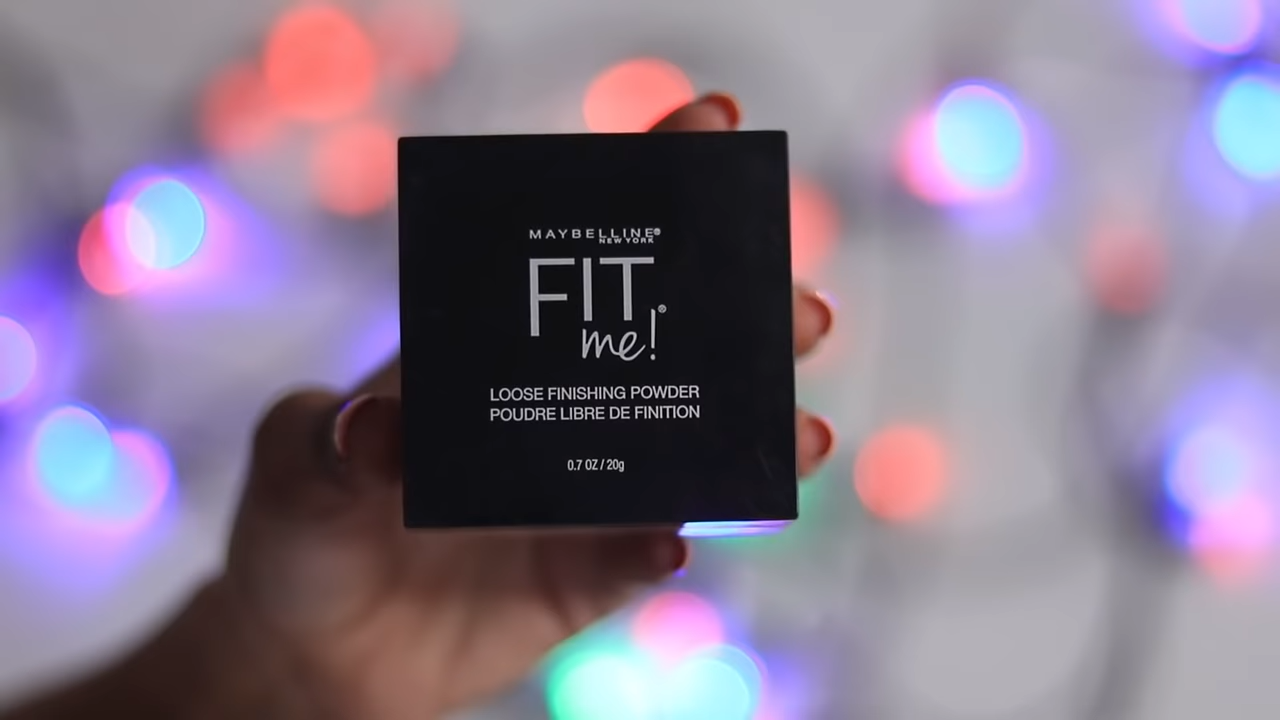 MAYBELLINE®
NEW YORK
FIT
me!®
LOOSE FINISHING POWDER
POUDRE LIBRE DE FINITION
0.7 OZ / 20g